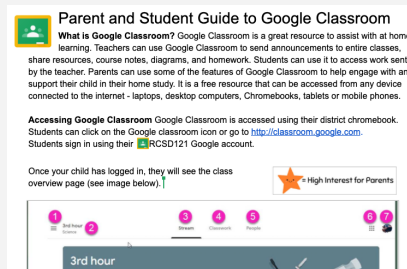 Parent and Student Guide to Google Classroom
What is Google Classroom? Google Classroom is a great resource to assist with at home
learning. Teachers can use Google Classroom to send announcements to entire classes,
share resources, course notes, diagrams, and homework. Students can use it to access work sent
by the teacher. Parents can use some of the features of Google Classroom to help engage with an
support their child in their home study. It is a free resource that can be accessed from any device
connected to the internet - laptops, desktop computers, Chromebooks, tablets or mobile phones.
Accessing Google Classroom Google Classroom is accessed using their district chromebook.
Students can click on the Google classroom icon or go to http://classroom.google.com.
Students sign in using their RCSD121 Google account.
Once your child has logged in, they will see the class
overview page (see image below).
= High Interest for Parents
1 2 3 4 5 6 7
3rd hour
Science
Stream Classwork People
3rd hour